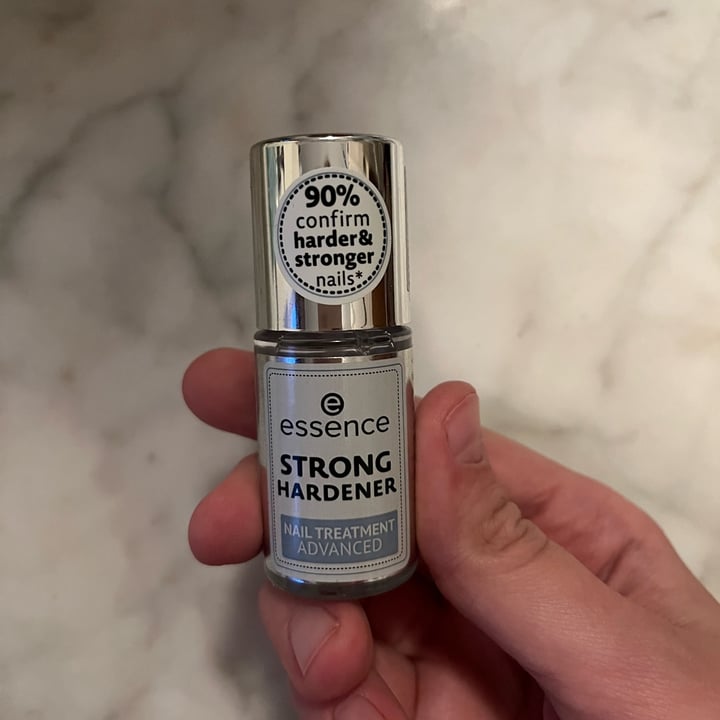 90%
confirm
harder&
stronger
nails*
essence
STRONG
HARDENER
NAIL TREATMENT
ADVANCED